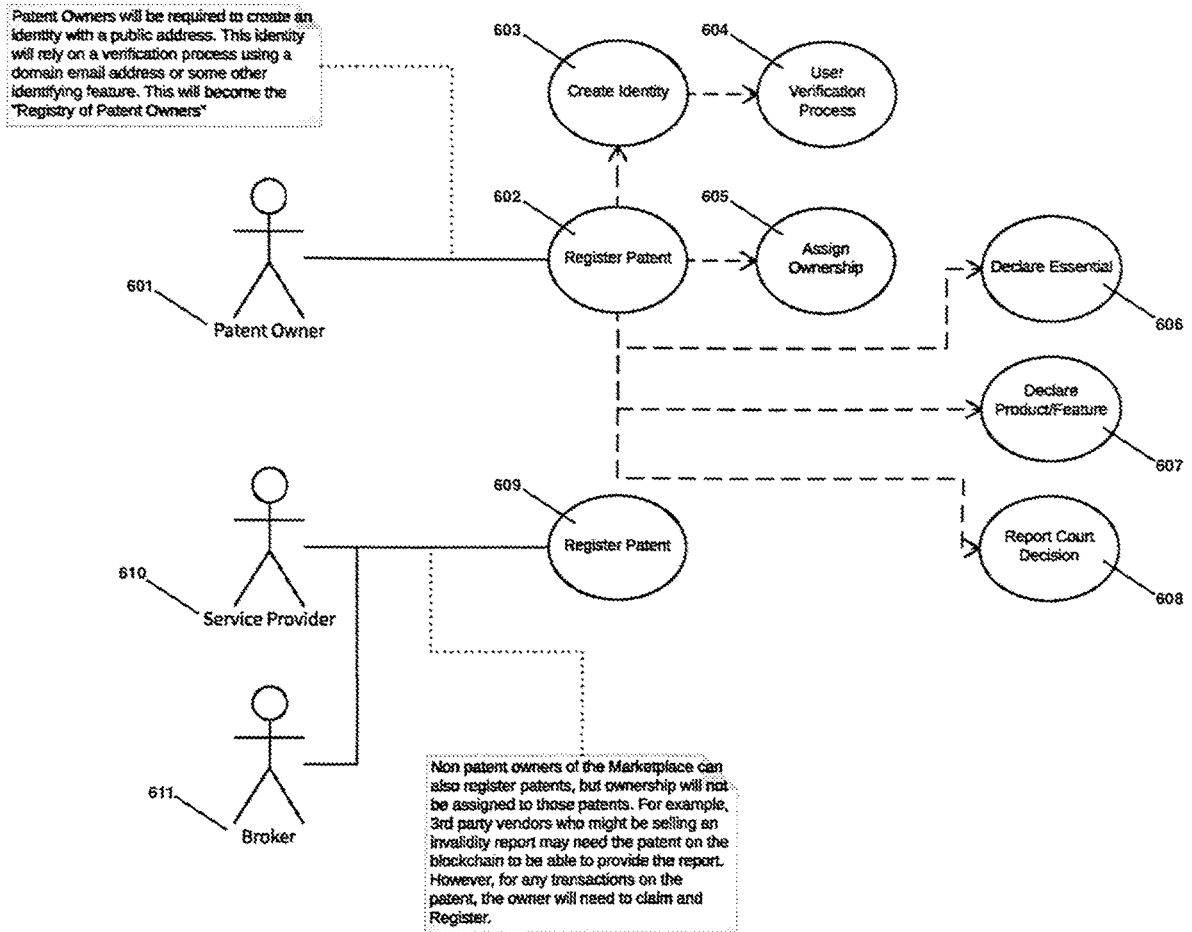 Patent Owners will be required to create an
identity with a public address. This identity
will rely on a verification process using a
domain email address or some other
identifying feature. This will become the
"Registry of Patent Owners"
603
Create Identity
604
User
Verification
Process
602
Register Patent
605
Assign
Ownership
Declare Essential
606
601
Patent Owner
Declare
Product/Feature
607
609
Register Patent
Report Court
Decision
608
610
Service Provider
611
Broker
Non patent owners of the Marketplace can
also register patents, but ownership will not
be assigned to those patents. For example,
3rd party vendors who might be selling an
invalidity report may need the patent on the
blockchain to be able to provide the report.
However, for any transactions on the
patent, the owner will need to claim and
Register.